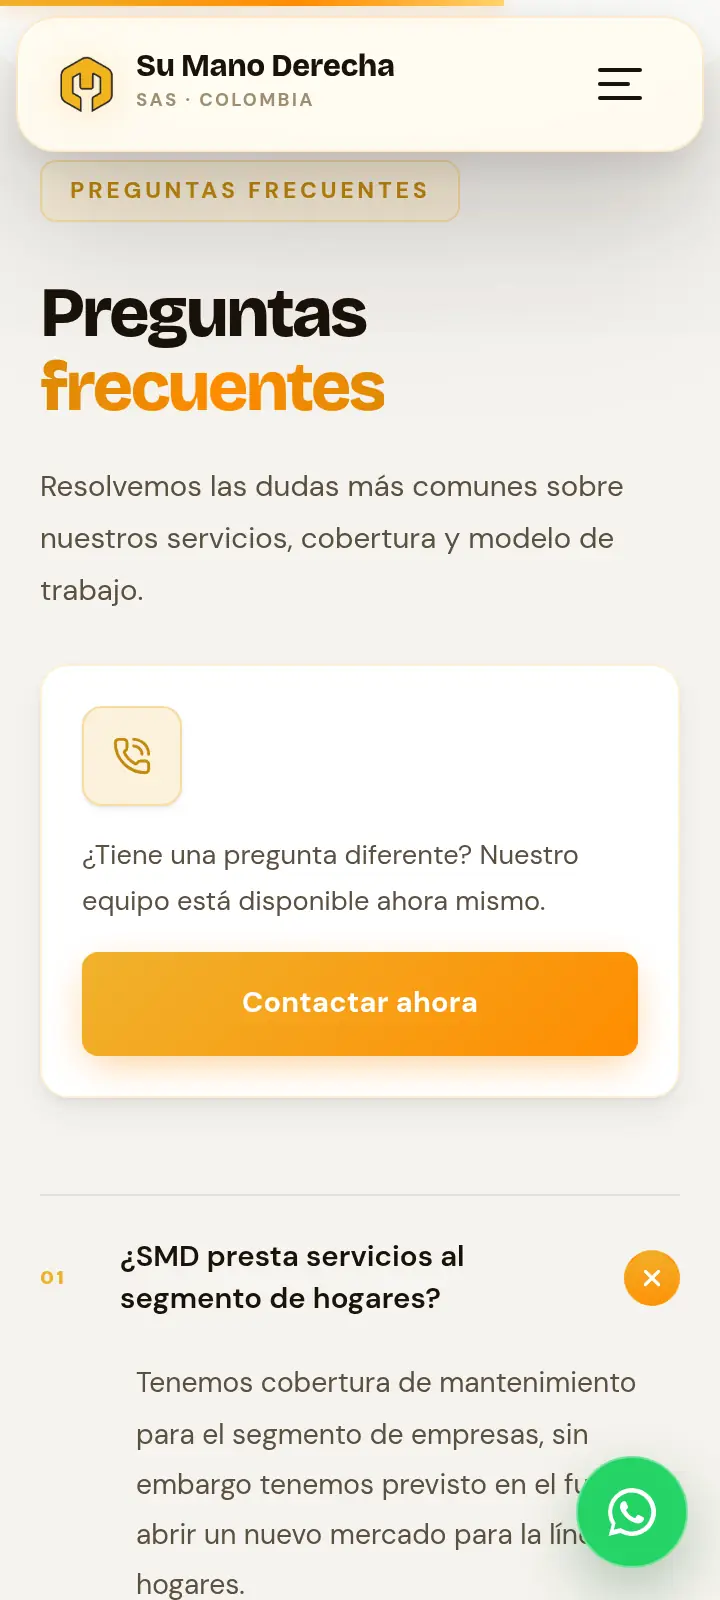 Su Mano Derecha
SAS · COLOMBIA
PREGUNTAS FRECUENTES
Preguntas
frecuentes
Resolvemos las dudas más comunes sobre
nuestros servicios, cobertura y modelo de
trabajo.
¿Tiene una pregunta diferente? Nuestro
equipo está disponible ahora mismo.
Contactar ahora
01
¿SMD presta servicios al
segmento de hogares?
Tenemos cobertura de mantenimiento
para el segmento de empresas, sin
embargo tenemos previsto en el
abrir un nuevo mercado para la
hogares.